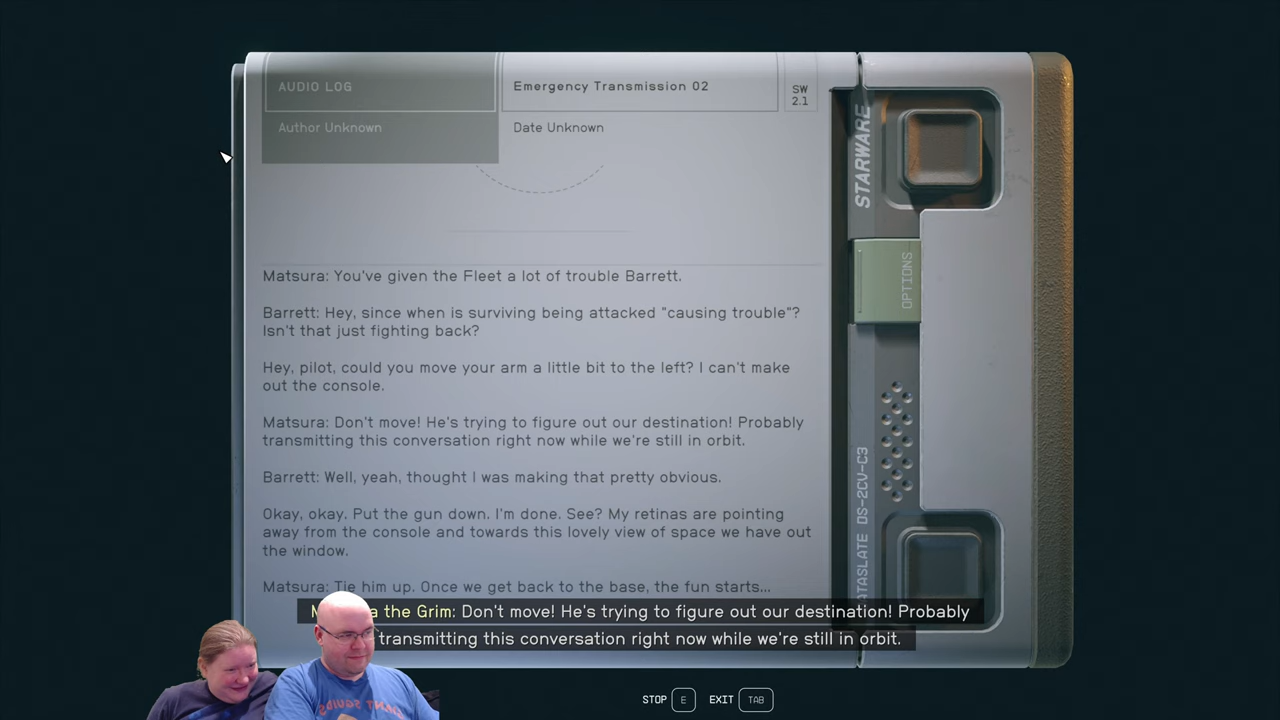 AUDIO LOG
Emergency Transmission 02
SW
2.1
Author Unknown
Date Unknown
STARWARE
OPTIONS
Matsura: You've given the Fleet a lot of trouble Barrett.
Barrett: Hey, since when is surviving being attacked "causing trouble"?
Isn't that just fighting back?
Hey, pilot, could you move your arm a little bit to the left? I can't make
out the console.
Matsura: Don't move! He's trying to figure out our destination! Probably
transmitting this conversation right now while we're still in orbit.
Barrett: Well, yeah, thought I was making that pretty obvious.
Okay, okay. Put the gun down. I'm done. See? My retinas are pointing
away from the console and towards this lovely view of space we have out
the window.
Matsura: Tie him up. Once we get back to the base, the fun starts...
ATASLATE DS-2CV-C3
the Grim: Don't move! He's trying to figure out our destination! Probably
transmitting this conversation right now while we're still in orbit.
STOP E EXIT TAB